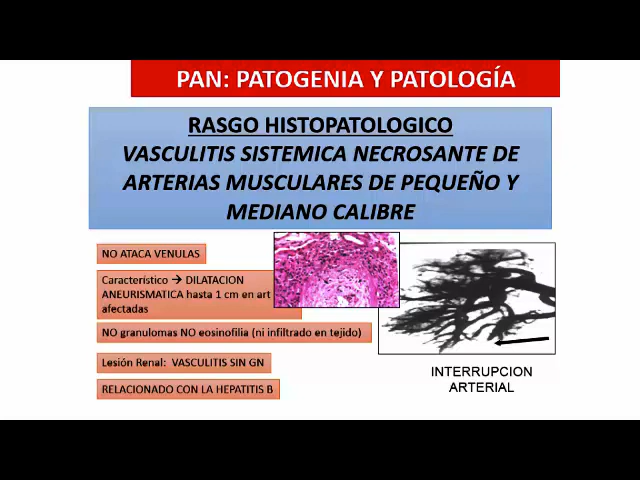 PAN: PATOGENIA Y PATOLOGÍA
RASGO HISTOPATOLOGICO
VASCULITIS SISTEMICA NECROSANTE DE
ARTERIAS MUSCULARES DE PEQUEÑO Y
MEDIANO CALIBRE
NO ATACA VENULAS
Característico → DILATACION
ANEURISMATICA hasta 1 cm en art
afectadas
NO granulomas NO eosinofilia (ni infiltrado en tejido)
Lesión Renal: VASCULITIS SIN GN
RELACIONADO CON LA HEPATITIS B
INTERRUPCION
ARTERIAL